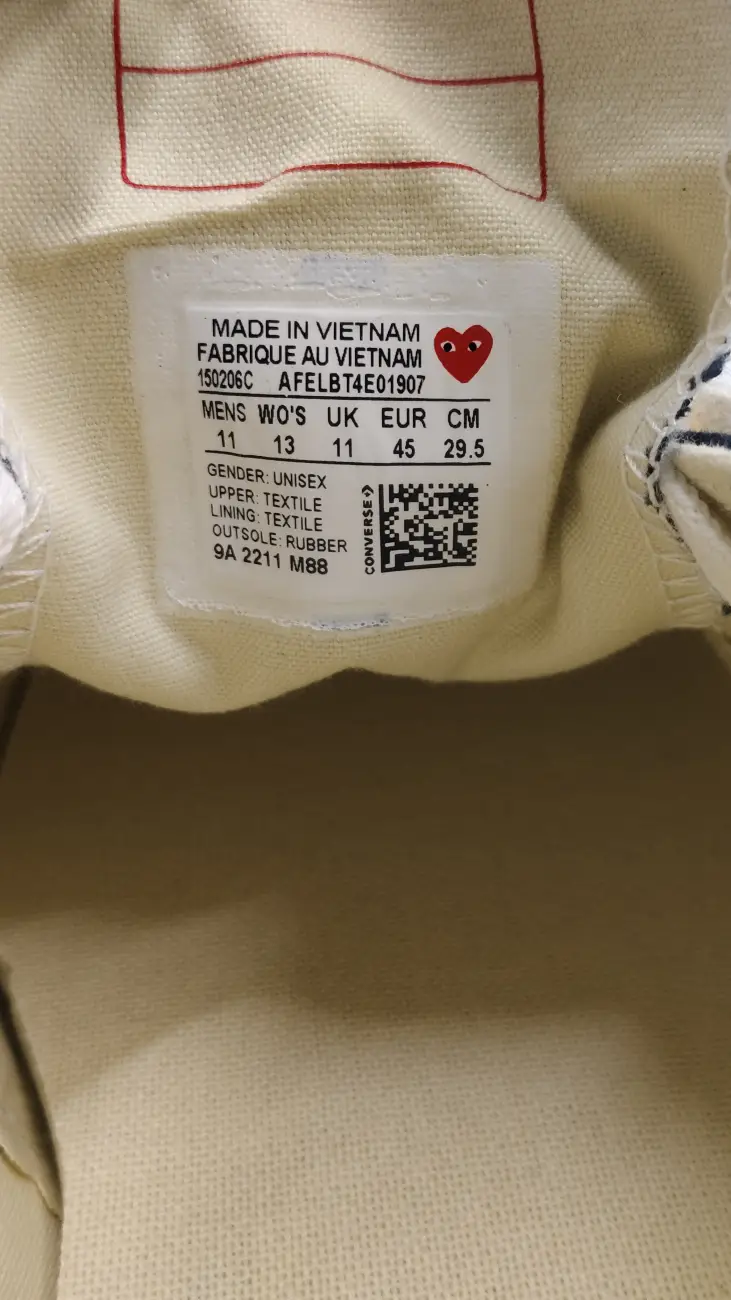 MADE IN VIETNAM
FABRIQUE AU VIETNAM
150206C AFELBT4E01907
MENS WO'S UK EUR CM
11 13 11 45 29.5
GENDER: UNISEX
UPPER: TEXTILE
LINING: TEXTILE
OUTSOLE: RUBBER
9A 2211 M88
CONVERSE